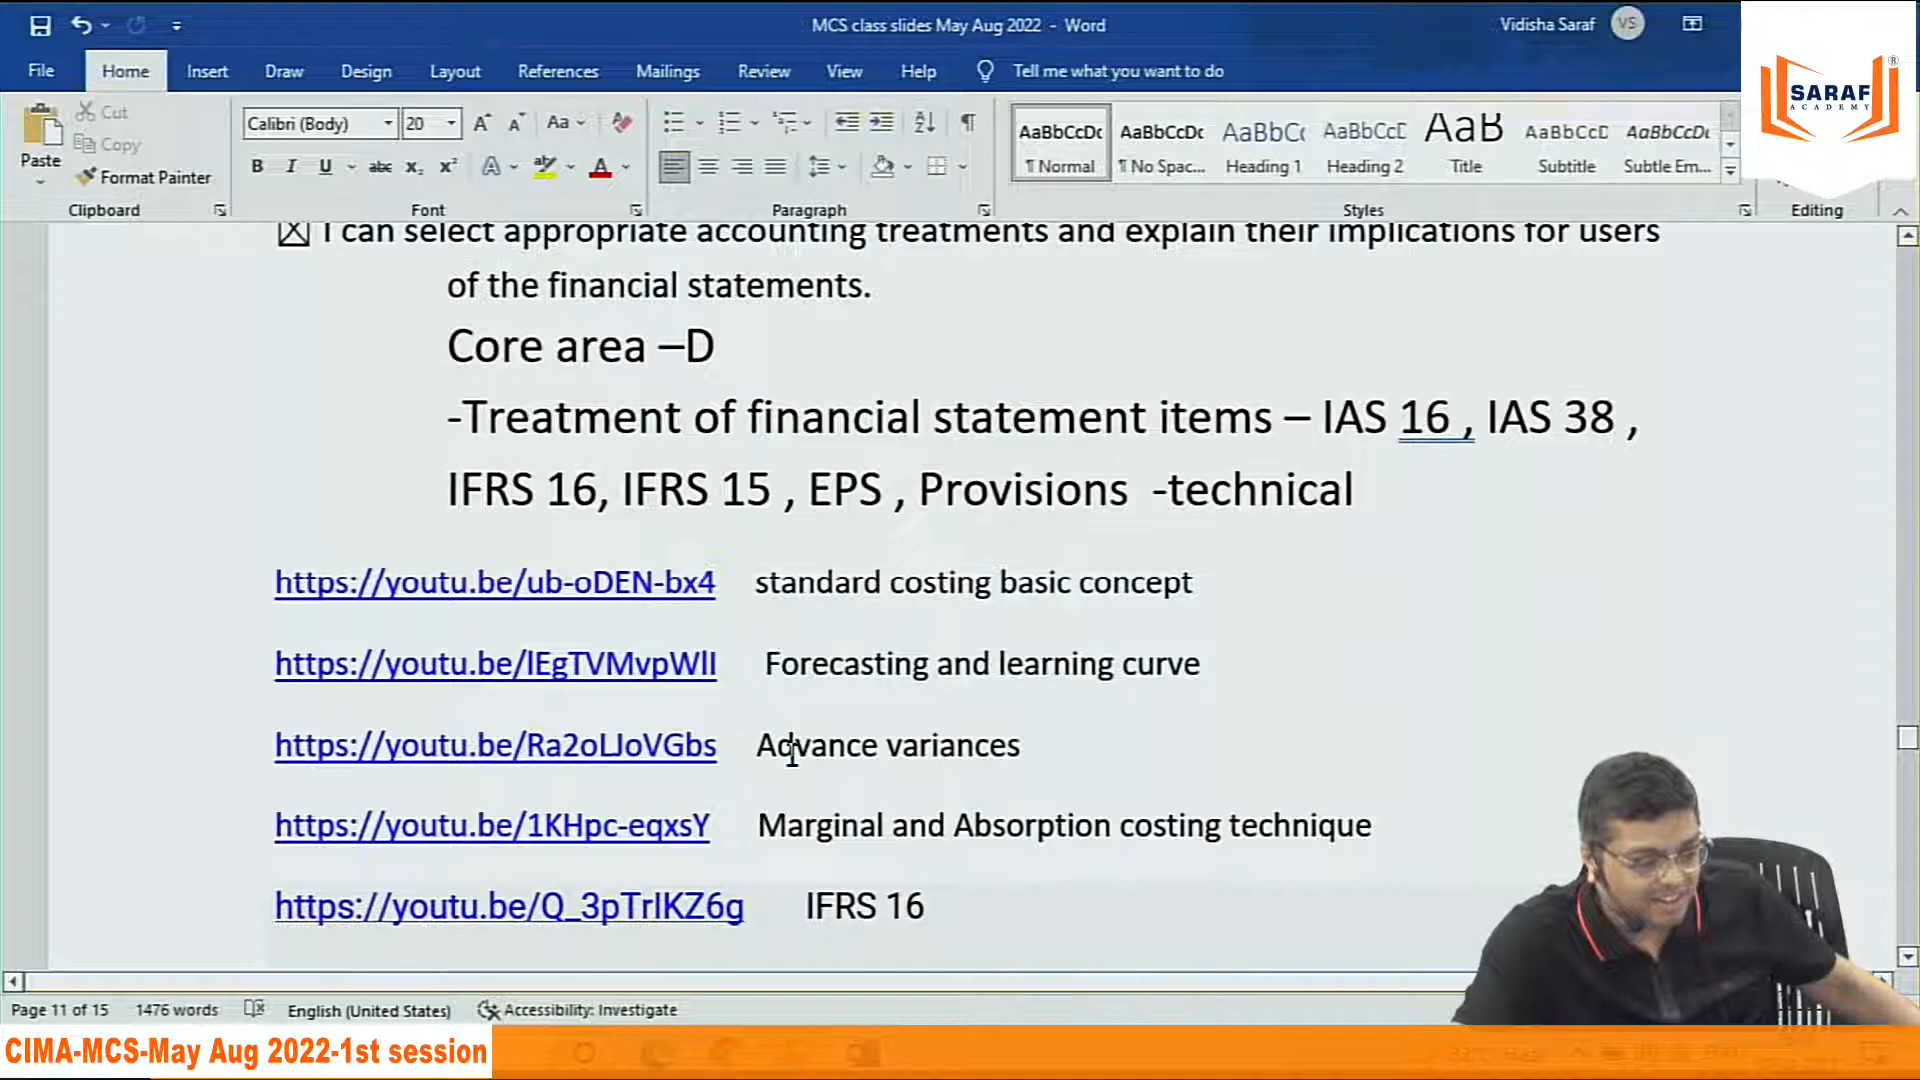 MCS class slides May Aug 2022 - Word
Vidisha Saraf VS
File Home Insert Draw Design Layout References Mailings Review View Help Tell me what you want to do
SARAF
ACADEMY
®
Cut
Copy
Paste
Format Painter
Calibri (Body) 20
Aa
B I U abc x₂ x² A A
AaBbCcDc AaBbCcDc AaBbCc AaBbCcD AaB AaBbCcD AaBbCcDc
¶ Normal ¶ No Spac... Heading 1 Heading 2 Title Subtitle Subtle Em...
Clipboard Font Paragraph Styles Editing
I can select appropriate accounting treatments and explain their implications for users
of the financial statements.
Core area –D
-Treatment of financial statement items – IAS 16 , IAS 38 ,
IFRS 16, IFRS 15 , EPS , Provisions -technical
https://youtu.be/ub-oDEN-bx4 standard costing basic concept
https://youtu.be/lEgTVMvpWlI Forecasting and learning curve
https://youtu.be/Ra2oLJoVGbs Advance variances
https://youtu.be/1KHpc-eqxsY Marginal and Absorption costing technique
https://youtu.be/Q_3pTrlKZ6g IFRS 16
Page 11 of 15 1476 words English (United States) Accessibility: Investigate
CIMA-MCS-May Aug 2022-1st session